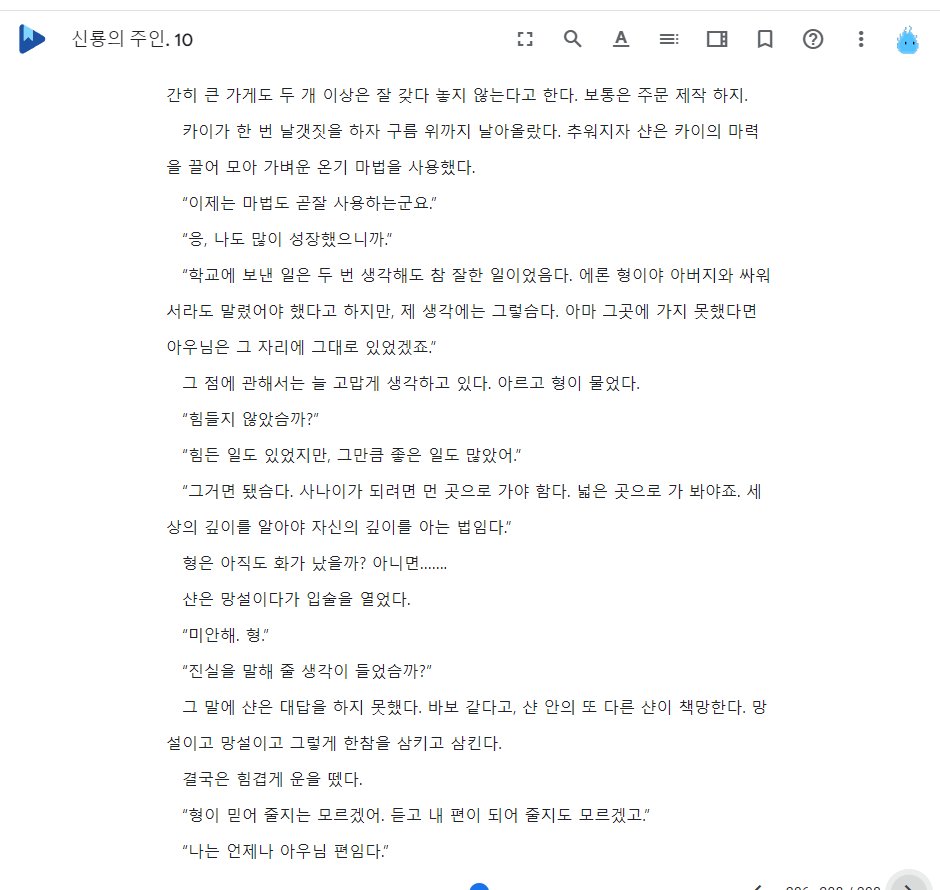 신룡의 주인. 10
간히 큰 가게도 두 개 이상은 잘 갖다 놓지 않는다고 한다. 보통은 주문 제작 하지.
카이가 한 번 날갯짓을 하자 구름 위까지 날아올랐다. 추워지자 샨은 카이의 마력
을 끌어 모아 가벼운 온기 마법을 사용했다.
“이제는 마법도 곧잘 사용하는군요.”
“응, 나도 많이 성장했으니까.”
“학교에 보낸 일은 두 번 생각해도 참 잘한 일이었음다. 에론 형이야 아버지와 싸워
서라도 말렸어야 했다고 하지만, 제 생각에는 그렇슴다. 아마 그곳에 가지 못했다면
아우님은 그 자리에 그대로 있었겠죠.”
그 점에 관해서는 늘 고맙게 생각하고 있다. 아르고 형이 물었다.
“힘들지 않았슴까?”
“힘든 일도 있었지만, 그만큼 좋은 일도 많았어.”
“그거면 됐슴다. 사나이가 되려면 먼 곳으로 가야 함다. 넓은 곳으로 가 봐야죠. 세
상의 깊이를 알아야 자신의 깊이를 아는 법임다.”
형은 아직도 화가 났을까? 아니면.......
샨은 망설이다가 입술을 열었다.
“미안해. 형.”
“진실을 말해 줄 생각이 들었슴까?”
그 말에 샨은 대답을 하지 못했다. 바보 같다고, 샨 안의 또 다른 샨이 책망한다. 망
설이고 망설이고 그렇게 한참을 삼키고 삼킨다.
결국은 힘겹게 운을 뗐다.
“형이 믿어 줄지는 모르겠어. 듣고 내 편이 되어 줄지도 모르겠고.”
“나는 언제나 아우님 편임다.”